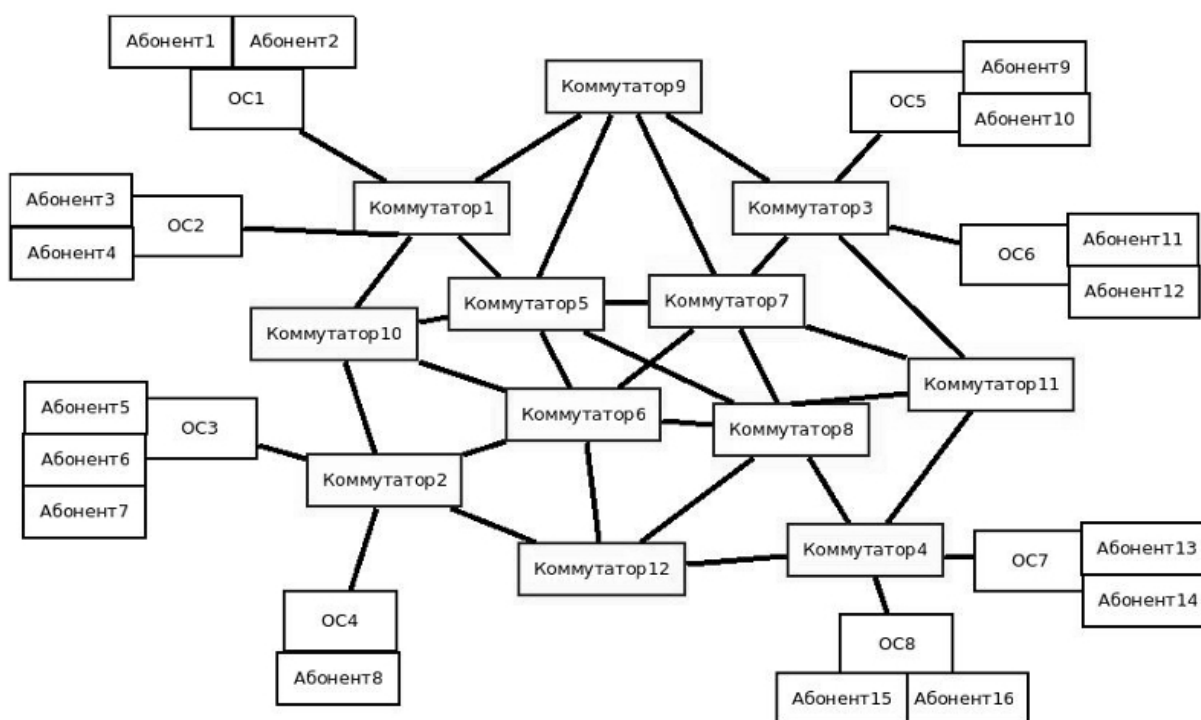 Абонент1
Абонент2
ОС1
Коммутатор9
Абонент9
ОС5
Абонент10
Абонент3
ОС2
Абонент4
Коммутатор1
Коммутатор3
Абонент11
ОС6
Абонент12
Коммутатор5
Коммутатор7
Коммутатор10
Коммутатор11
Абонент5
ОС3
Абонент6
Абонент7
Коммутатор6
Коммутатор8
Коммутатор2
Коммутатор12
Коммутатор4
ОС7
Абонент13
Абонент14
ОС4
Абонент8
ОС8
Абонент15
Абонент16